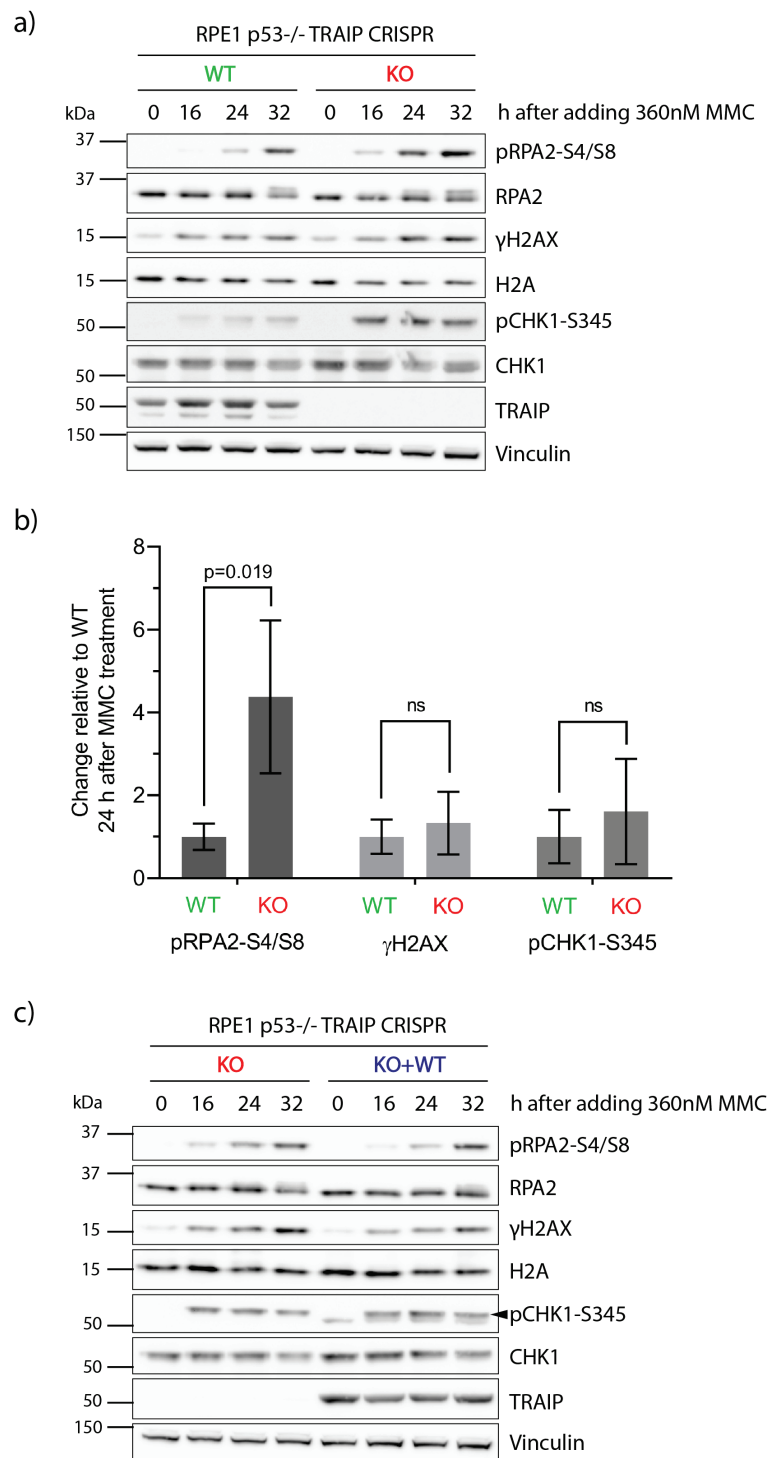 a)
RPE1 p53-/- TRAIP CRISPR
WT KO
kDa 0 16 24 32 0 16 24 32 h after adding 360nM MMC
37 pRPA2-S4/S8
37 RPA2
15 γH2AX
15 H2A
50 pCHK1-S345
50 CHK1
50 TRAIP
150 Vinculin
b)
Change relative to WT
24 h after MMC treatment
8
6
4
2
0
p=0.019
ns
ns
WT KO WT KO WT KO
pRPA2-S4/S8 γH2AX pCHK1-S345
c)
RPE1 p53-/- TRAIP CRISPR
KO KO+WT
kDa 0 16 24 32 0 16 24 32 h after adding 360nM MMC
37 pRPA2-S4/S8
37 RPA2
15 γH2AX
15 H2A
50 pCHK1-S345
50 CHK1
50 TRAIP
150 Vinculin